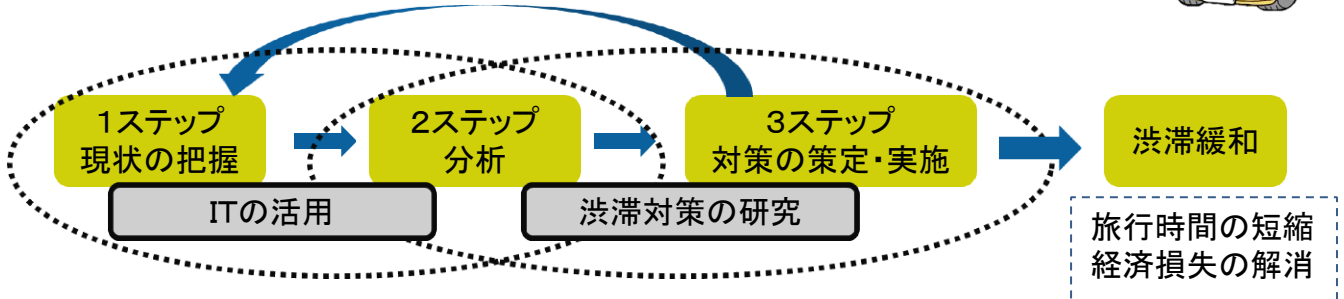 1ステップ
現状の把握
2ステップ
分析
3ステップ
対策の策定・実施
渋滞緩和
ITの活用
渋滞対策の研究
旅行時間の短縮
経済損失の解消